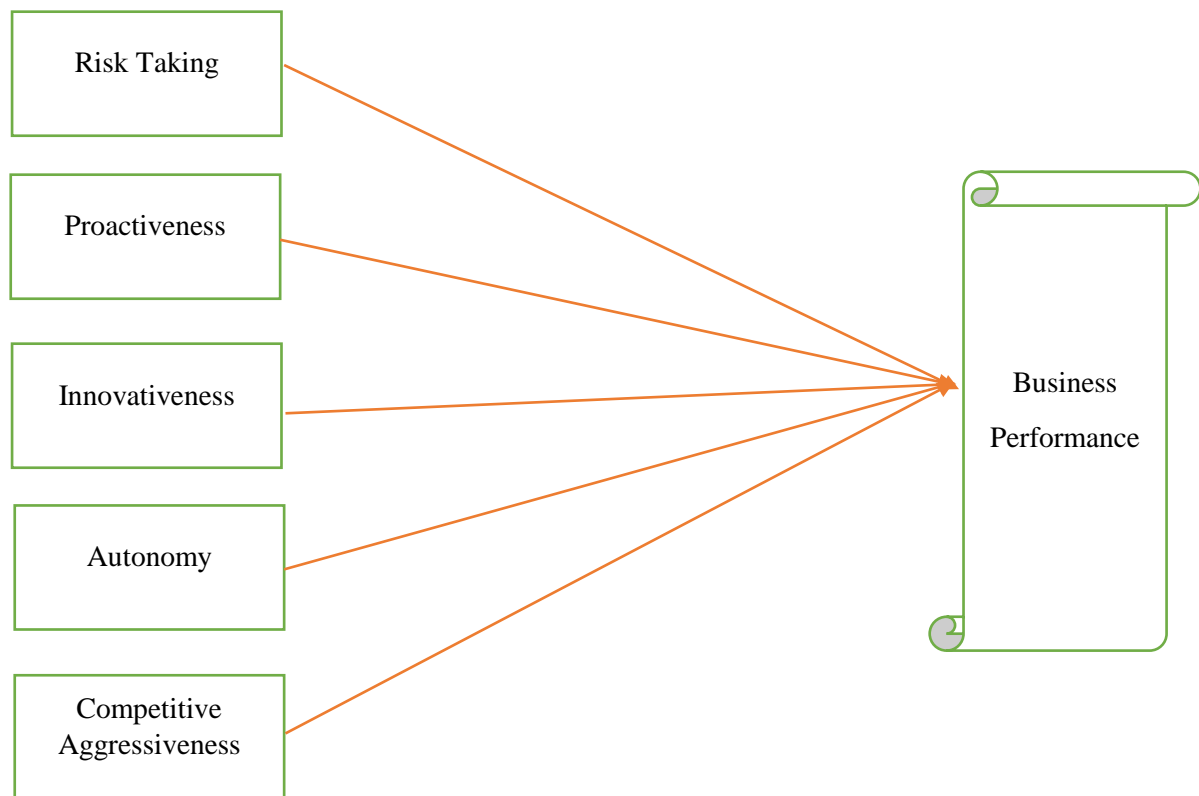 Risk Taking
Proactiveness
Innovativeness
Autonomy
Competitive
Aggressiveness
Business
Performance